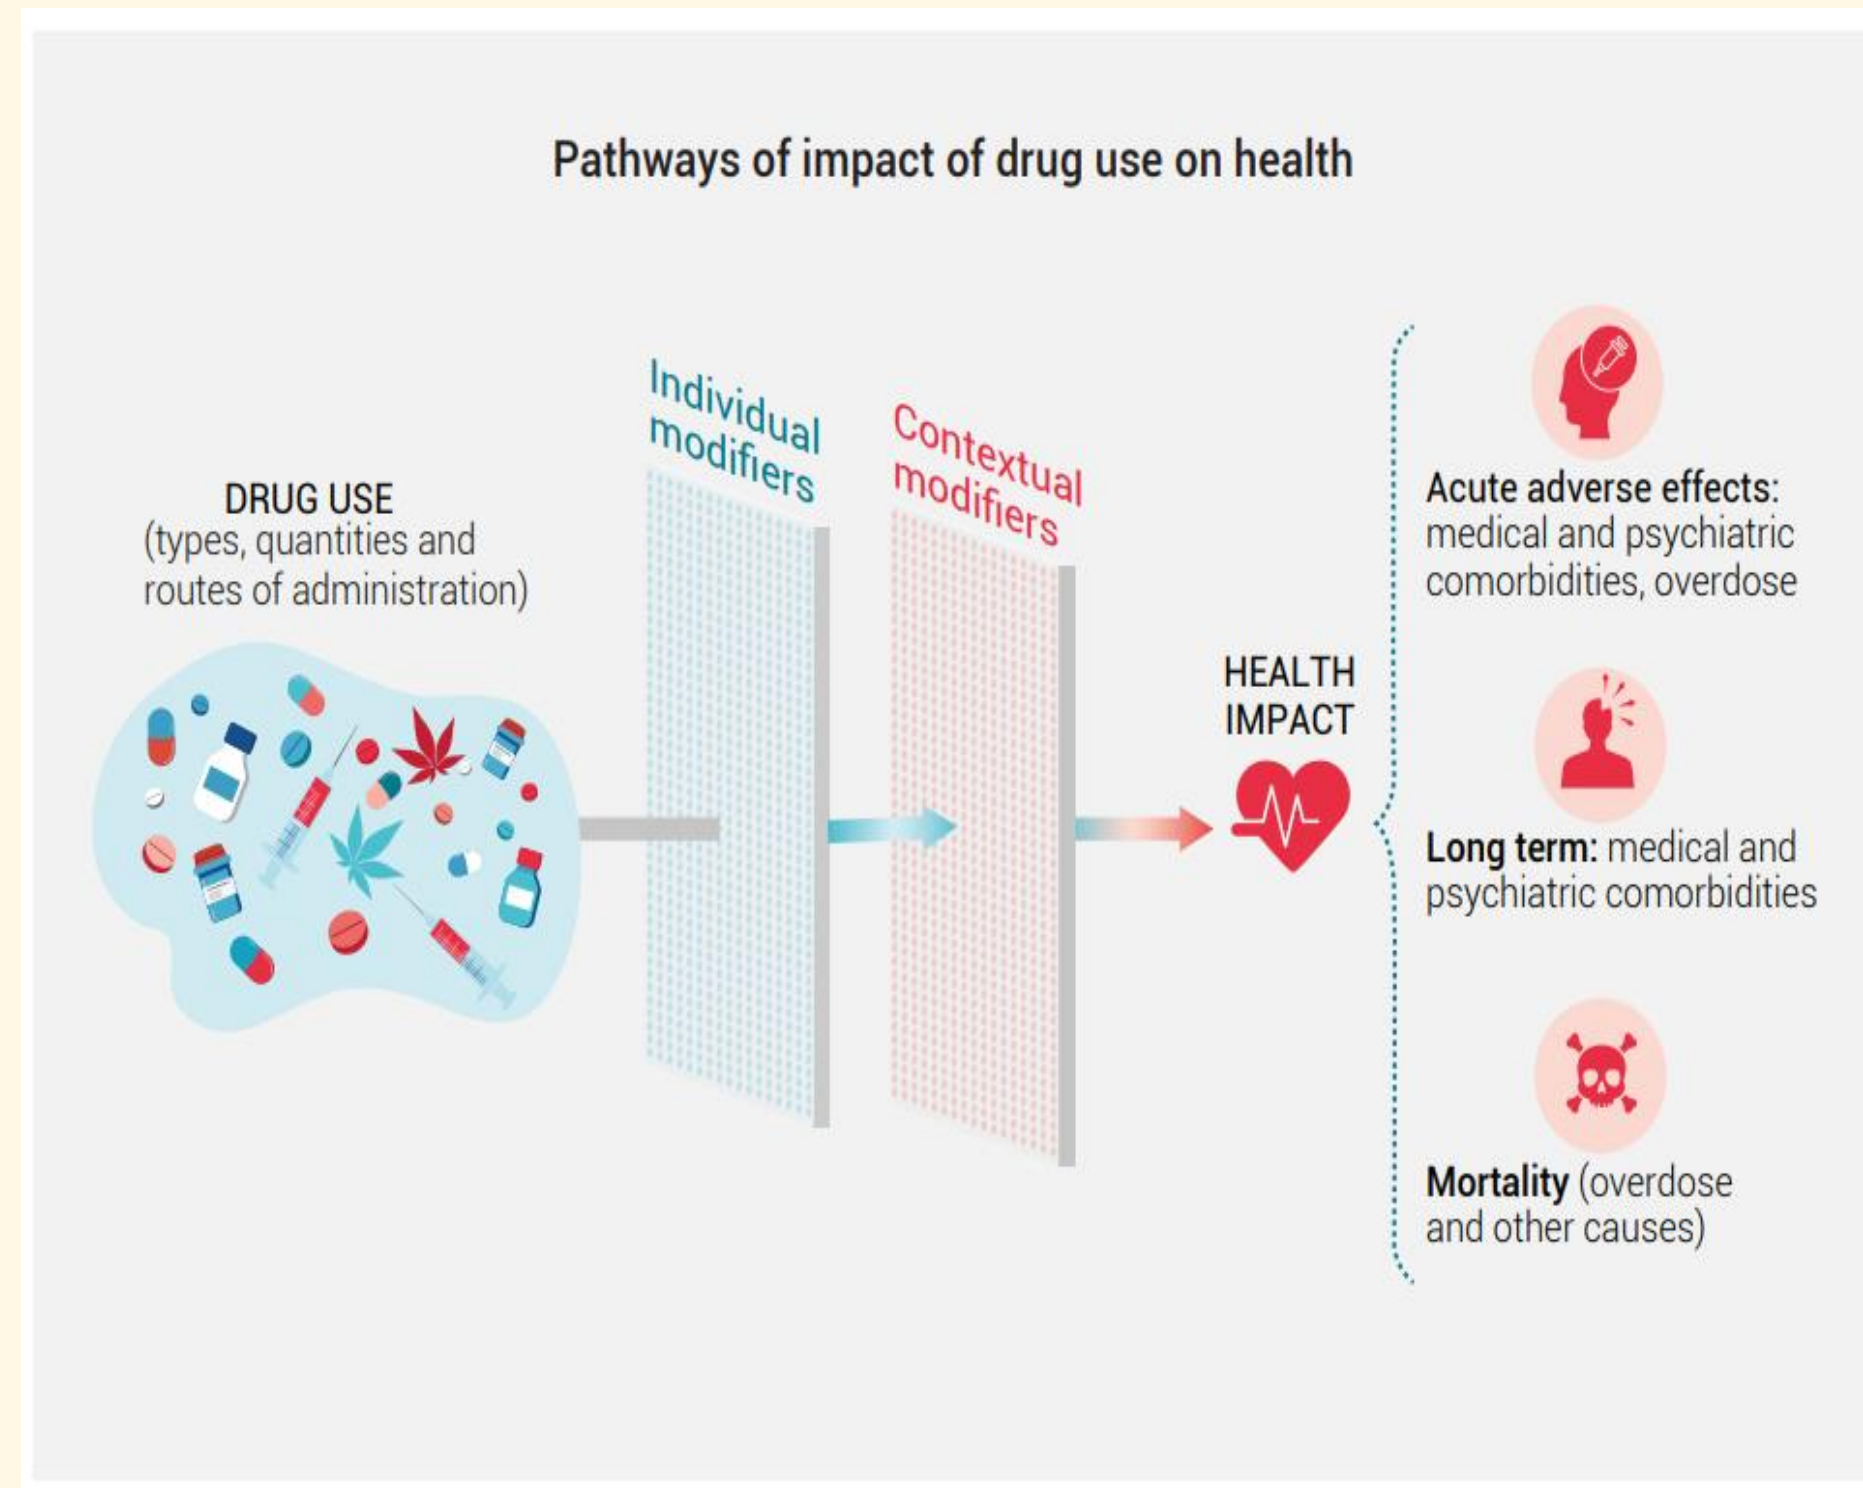 Pathways of impact of drug use on health
DRUG USE
(types, quantities and
routes of administration)
Individual
modifiers
Contextual
modifiers
HEALTH
IMPACT
Acute adverse effects:
medical and psychiatric
comorbidities, overdose
Long term: medical and
psychiatric comorbidities
Mortality (overdose
and other causes)